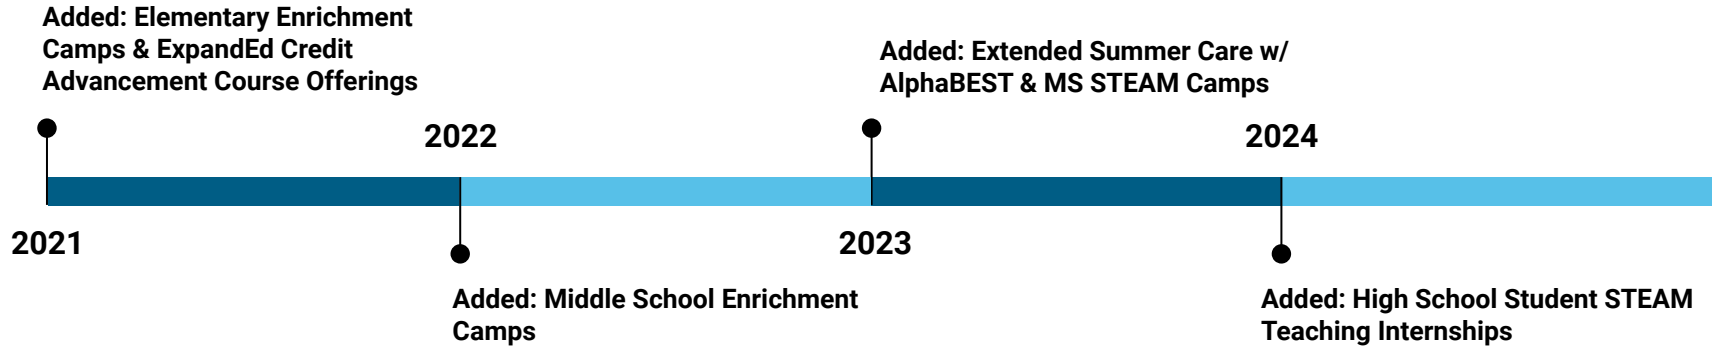 Added: Elementary Enrichment
Camps & ExpandEd Credit
Advancement Course Offerings
2021
2022
Added: Middle School Enrichment
Camps
Added: Extended Summer Care w/
AlphaBEST & MS STEAM Camps
2023
2024
Added: High School Student STEAM
Teaching Internships